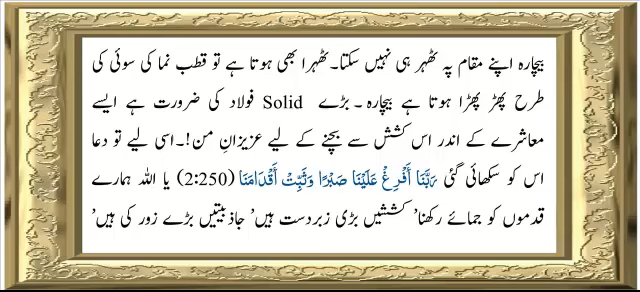 بیچارہ اپنے مقام پہ ٹھہر ہی نہیں سکتا۔ ٹھہرا بھی ہوتا ہے تو قطب نما کی سوئی کی
طرح پھڑ پھڑا ہوتا ہے بیچارہ ۔ بڑے Solid فولاد کی ضرورت ہے ایسے
معاشرے کے اندر اس کشش سے بچنے کے لیے عزیزانِ من!۔ اسی لیے تو دعا
اس کو سکھائی گئی رَبَّنَا أَفْرِغْ عَلَيْنَا صَبْرًا وَثَبِّتْ أَقْدَامَنَا (2:250) یا اللہ ہمارے
قدموں کو جمائے رکھنا’ کششیں بڑی زبردست ہیں’ جاذبیتیں بڑے زور کی ہیں’